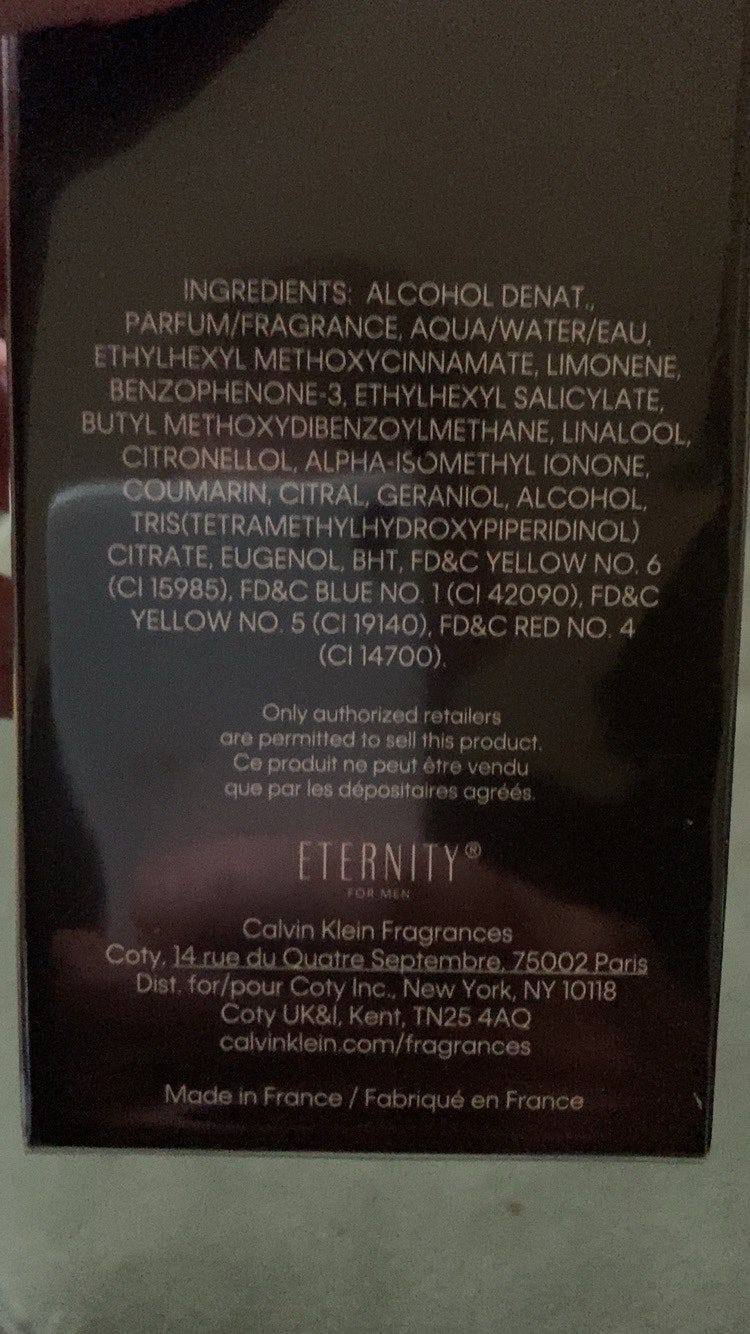 INGREDIENTS: ALCOHOL DENAT.,
PARFUM/FRAGRANCE, AQUA/WATER/EAU,
ETHYLHEXYL METHOXYCINNAMATE, LIMONENE,
BENZOPHENONE-3, ETHYLHEXYL SALICYLATE,
BUTYL METHOXYDIBENZOYLMETHANE, LINALOOL,
CITRONELLOL, ALPHA-ISOMETHYL IONONE,
COUMARIN, CITRAL, GERANIOL, ALCOHOL,
TRIS(TETRAMETHYLHYDROXYPIPERIDINOL)
CITRATE, EUGENOL, BHT, FD&C YELLOW NO. 6
(CI 15985), FD&C BLUE NO. 1 (CI 42090), FD&C
YELLOW NO. 5 (CI 19140), FD&C RED NO. 4
(CI 14700).
Only authorized retailers
are permitted to sell this product.
Ce produit ne peut être vendu
que par les dépositaires agréés.
ETERNITY®
FOR MEN
Calvin Klein Fragrances
Coty, 14 rue du Quatre Septembre, 75002 Paris
Dist. for/pour Coty Inc., New York, NY 10118
Coty UK&I, Kent, TN25 4AQ
calvinklein.com/fragrances
Made in France / Fabriqué en France